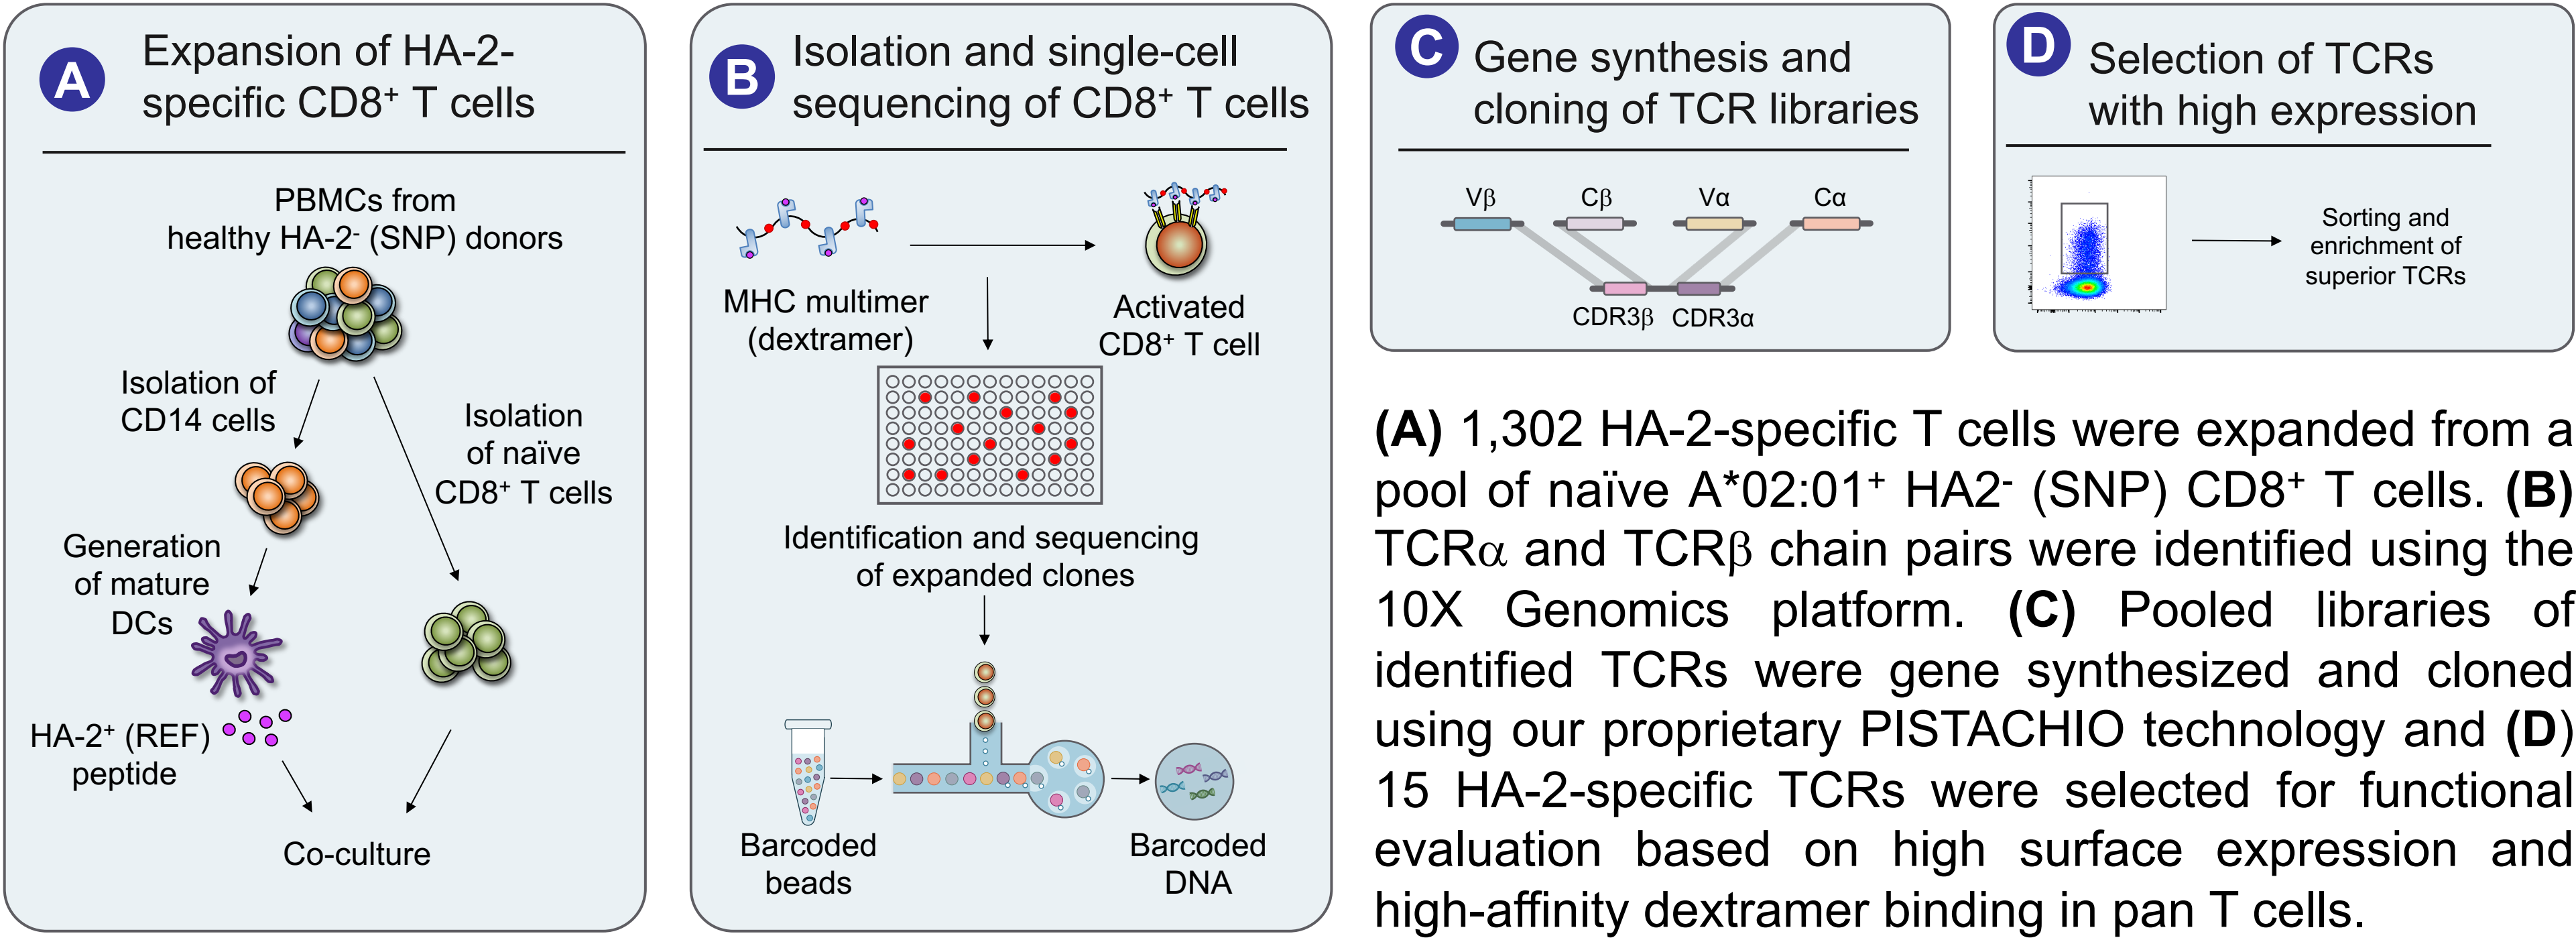 A
Expansion of HA-2-
specific CD8⁺ T cells
PBMCs from
healthy HA-2⁻ (SNP) donors
Isolation of
CD14 cells
Isolation
of naïve
CD8⁺ T cells
Generation
of mature
DCs
HA-2⁺ (REF)
peptide
Co-culture
B
Isolation and single-cell
sequencing of CD8⁺ T cells
MHC multimer
(dextramer)
Activated
CD8⁺ T cell
Identification and sequencing
of expanded clones
Barcoded
beads
Barcoded
DNA
C
Gene synthesis and
cloning of TCR libraries
Vβ Cβ Vα Cα
CDR3β CDR3α
D
Selection of TCRs
with high expression
Sorting and
enrichment of
superior TCRs
(A) 1,302 HA-2-specific T cells were expanded from a
pool of naïve A*02:01⁺ HA2⁻ (SNP) CD8⁺ T cells. (B)
TCRα and TCRβ chain pairs were identified using the
10X Genomics platform. (C) Pooled libraries of
identified TCRs were gene synthesized and cloned
using our proprietary PISTACHIO technology and (D)
15 HA-2-specific TCRs were selected for functional
evaluation based on high surface expression and
high-affinity dextramer binding in pan T cells.